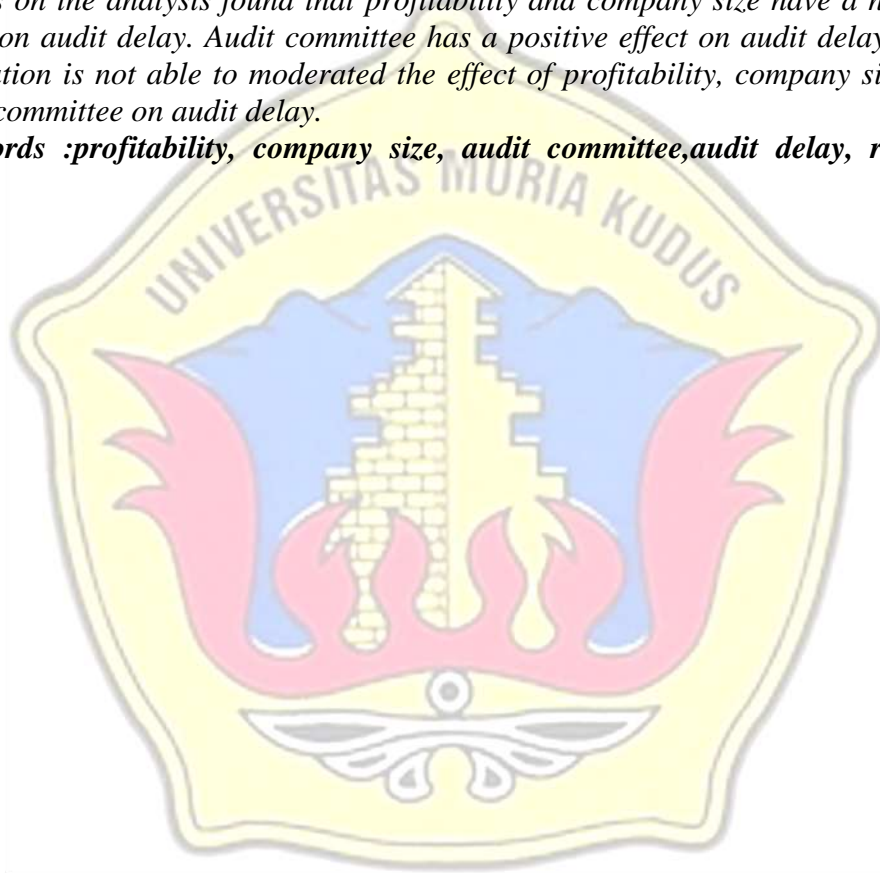 s on the analysis found that profitability and company size have a n
on audit delay. Audit committee has a positive effect on audit delay
tion is not able to moderated the effect of profitability, company si
committee on audit delay.
ords :profitability, company size, audit committee,audit delay, r
UNIVERSITAS MURIA KUDUS